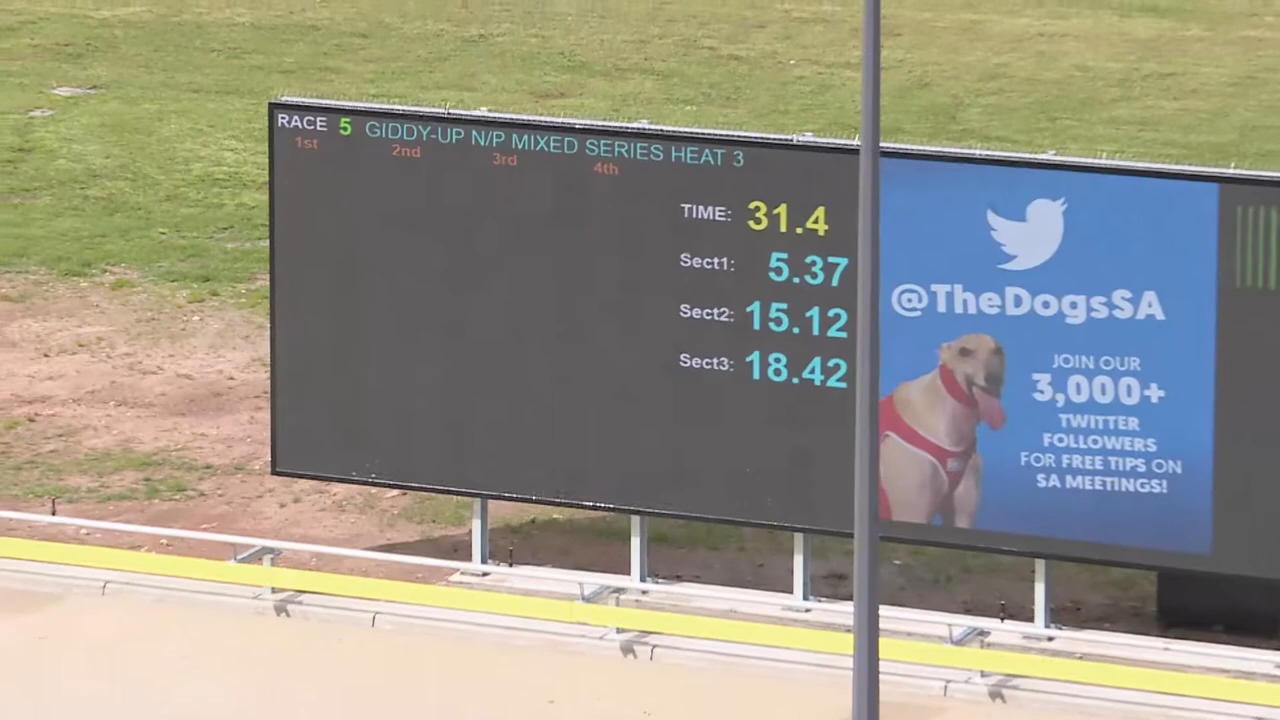 RACE 5 GIDDY-UP N/P MIXED SERIES HEAT 3
1st 2nd 3rd 4th
TIME: 31.4
Sect1: 5.37
Sect2: 15.12
Sect3: 18.42
@TheDogsSA
JOIN OUR
3,000+
TWITTER
FOLLOWERS
FOR FREE TIPS ON
SA MEETINGS!